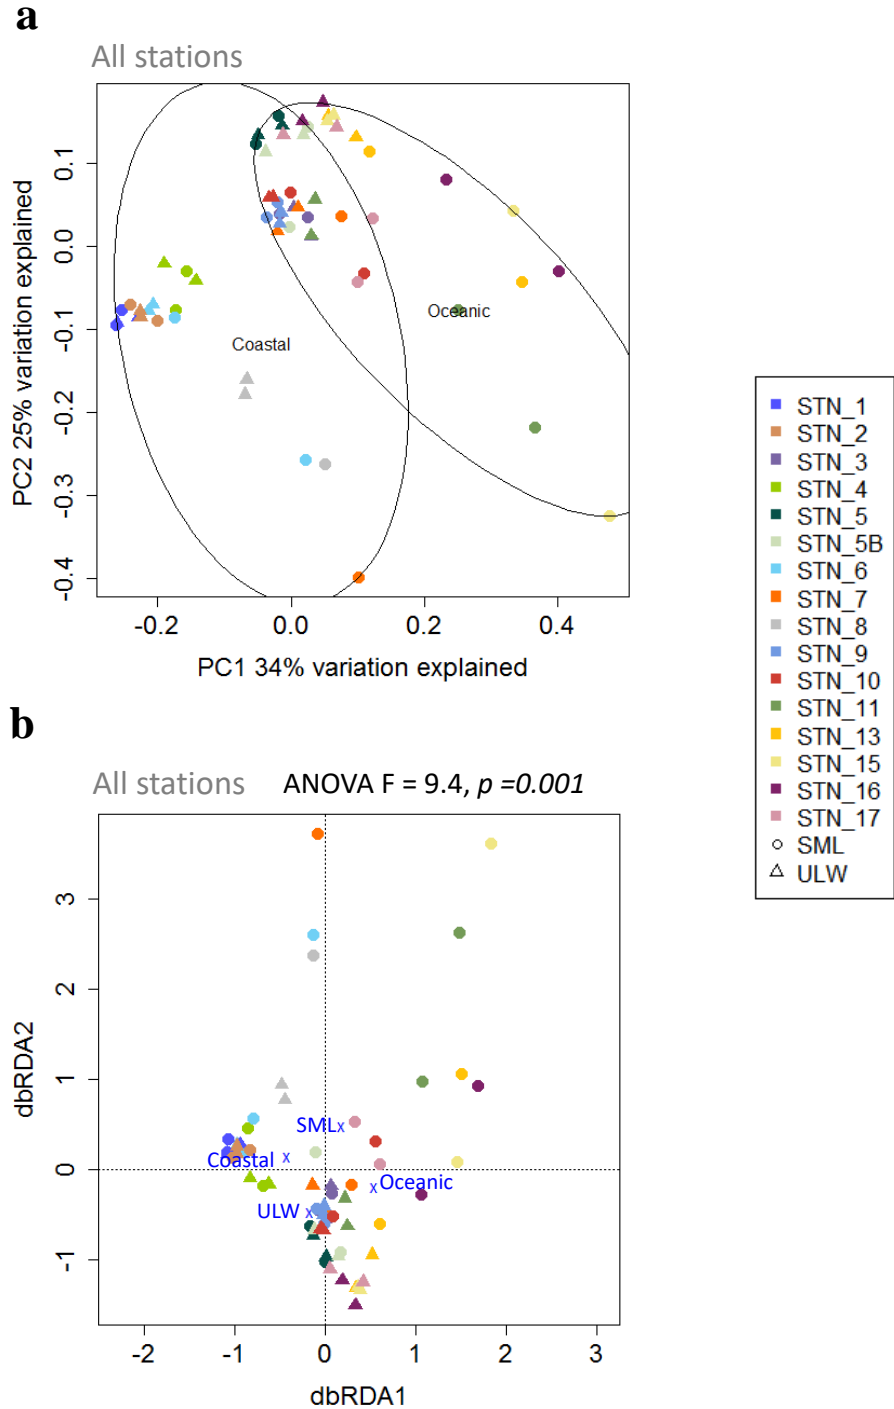 a
All stations
0.1
0.0
-0.1
-0.2
-0.3
-0.4
PC2 25% variation explained
Oceanic
Coastal
-0.2
0.0
0.2
0.4
PC1 34% variation explained
STN_1
STN_2
STN_3
STN_4
STN_5
STN_5B
STN_6
STN_7
STN_8
STN_9
STN_10
STN_11
STN_13
STN_15
STN_16
STN_17
SML
ULW
b
All stations ANOVA F = 9.4, p =0.001
3
2
1
0
-1
dbRDA2
SMLx
Coastal x
xOceanic
ULW x
-2
-1
0
1
2
3
dbRDA1